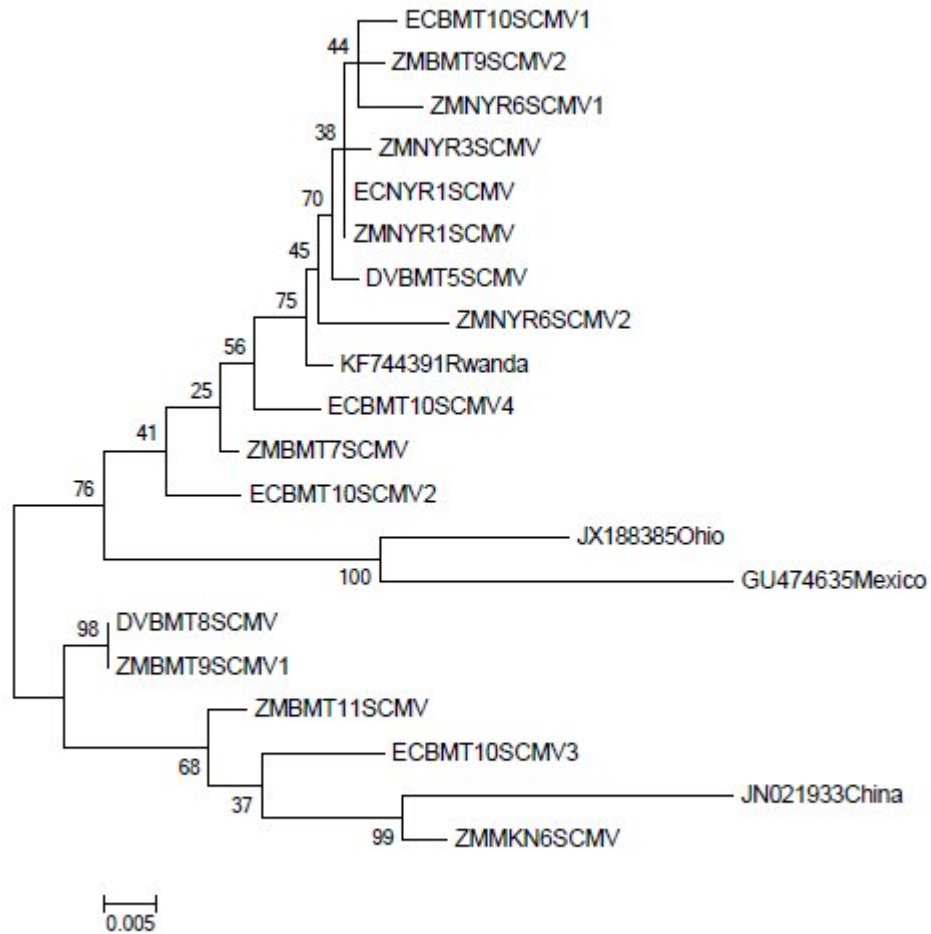 ECBMT10SCMV1
44
ZMBMT9SCMV2
ZMNYR6SCMV1
38
ZMNYR3SCMV
ECNYR1SCMV
70
ZMNYR1SCMV
45
DVBMT5SCMV
75
ZMNYR6SCMV2
56
KF744391Rwanda
25
ECBMT10SCMV4
41
ZMBMT7SCMV
76
ECBMT10SCMV2
JX188385Ohio
100
GU474635Mexico
98
DVBMT8SCMV
ZMBMT9SCMV1
ZMBMT11SCMV
68
ECBMT10SCMV3
37
JN021933China
99
ZMMKN6SCMV
0.005